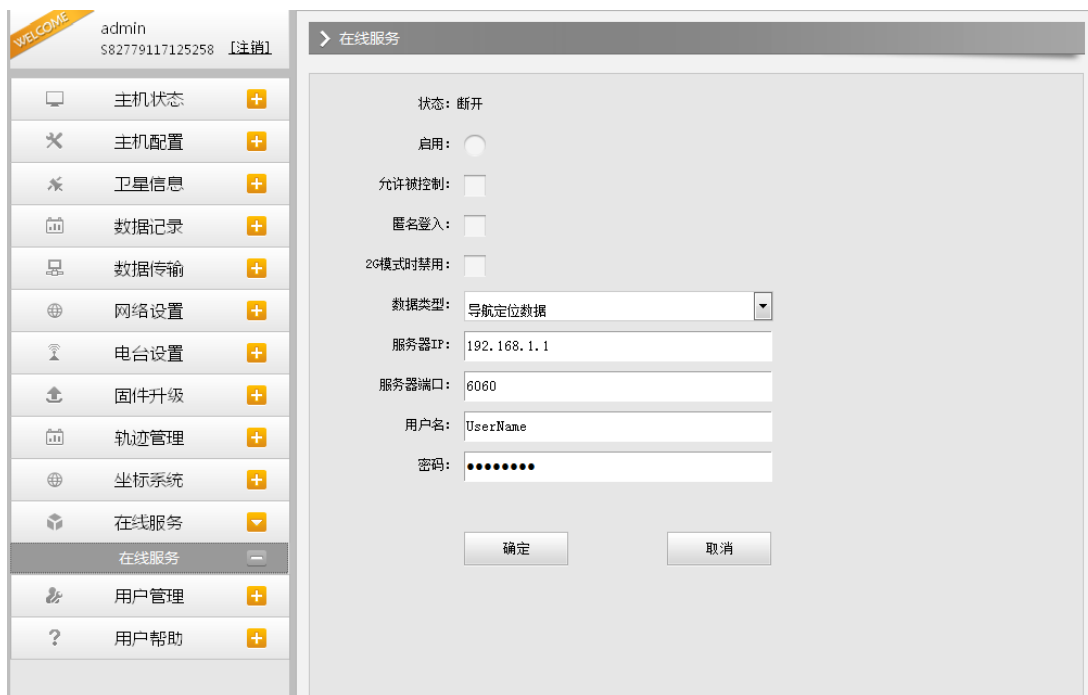 WELCOME
admin
S82779117125258 [注销]
主机状态
主机配置
卫星信息
数据记录
数据传输
网络设置
电台设置
固件升级
轨迹管理
坐标系统
在线服务
在线服务
用户管理
用户帮助
在线服务
状态: 断开
启用:
允许被控制:
匿名登入:
2G模式时禁用:
数据类型: 导航定位数据
服务器IP: 192.168.1.1
服务器端口: 6060
用户名: UserName
密码: ●●●●●●●●
确定 取消